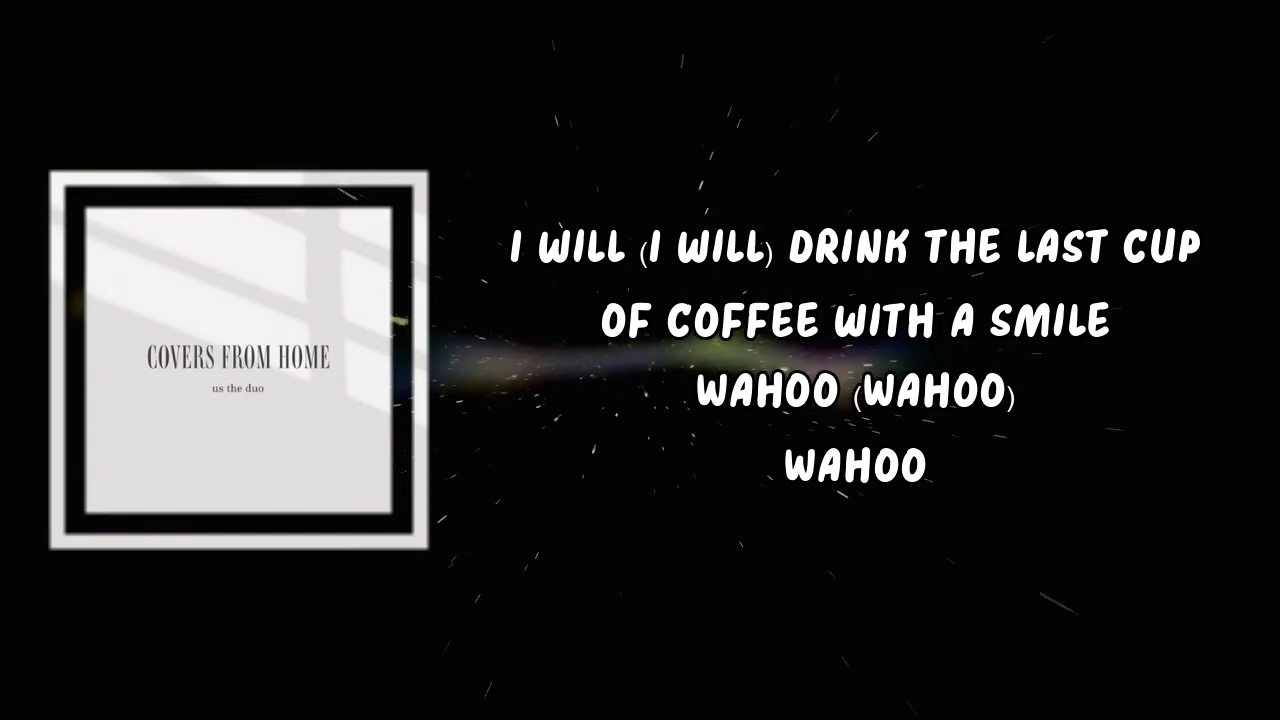 COVERS FROM HOME
us the duo
I WILL (I WILL) DRINK THE LAST CUP
OF COFFEE WITH A SMILE
WAHOO (WAHOO)
WAHOO